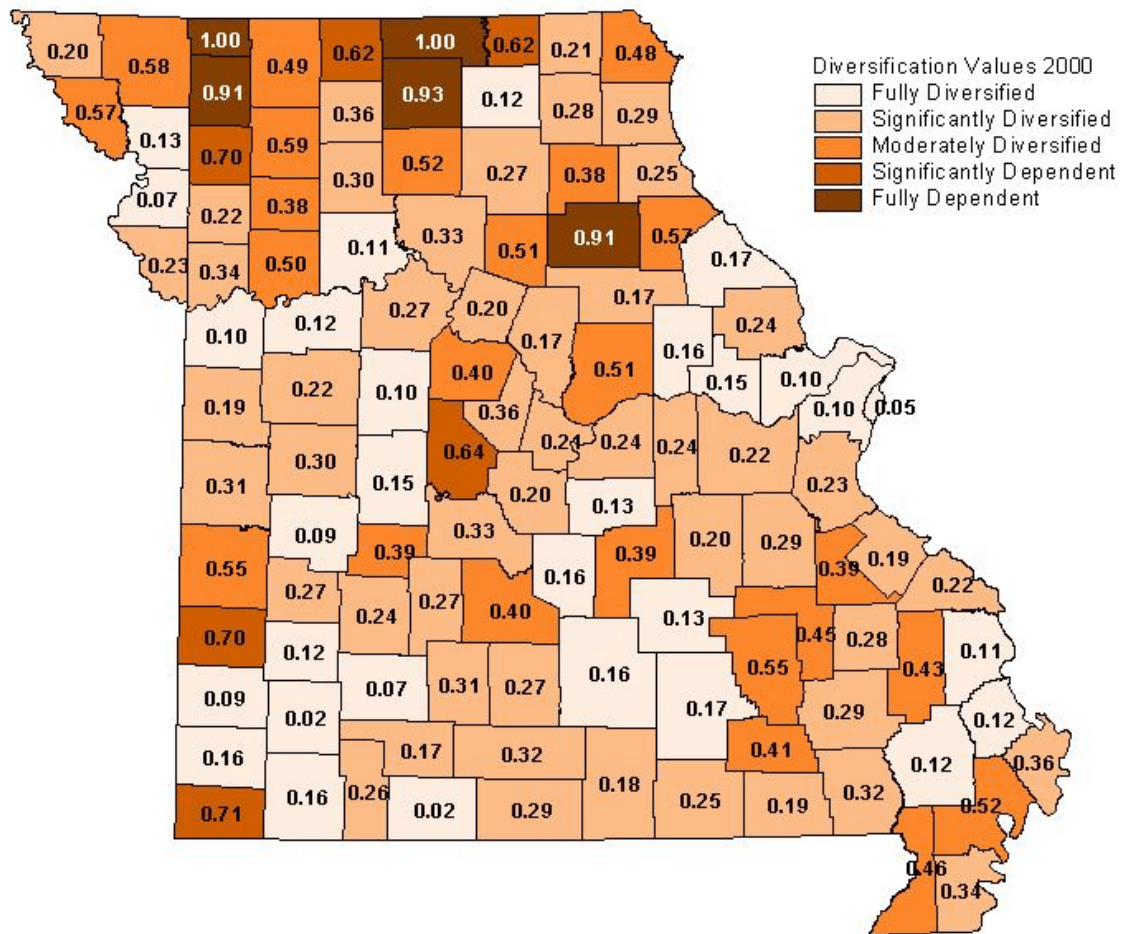 0.20 0.58 1.00 0.49 0.62 1.00 0.62 0.21 0.48
Diversification Values 2000
Fully Diversified
Significantly Diversified
Moderately Diversified
Significantly Dependent
Fully Dependent
0.57 0.13 0.91 0.59 0.36 0.93 0.12 0.28 0.29
0.07 0.70 0.38 0.30 0.52 0.27 0.38 0.25
0.23 0.22 0.50 0.11 0.33 0.51 0.91 0.57 0.17
0.34
0.10 0.12 0.27 0.20 0.17 0.17 0.24
0.19 0.22 0.10 0.40 0.51 0.16 0.15 0.10 0.10 0.05
0.36
0.31 0.30 0.15 0.64 0.24 0.24 0.24 0.22 0.23
0.20 0.13
0.55 0.09 0.39 0.33 0.16 0.39 0.20 0.29 0.39 0.19 0.22
0.70 0.27 0.24 0.27 0.40 0.13 0.45 0.28 0.43 0.11
0.12 0.55
0.09 0.02 0.07 0.31 0.27 0.16 0.17 0.29 0.12
0.16 0.17 0.32 0.41 0.12 0.36
0.71 0.16 0.26 0.02 0.29 0.18 0.25 0.19 0.32 0.52
0.46 0.34